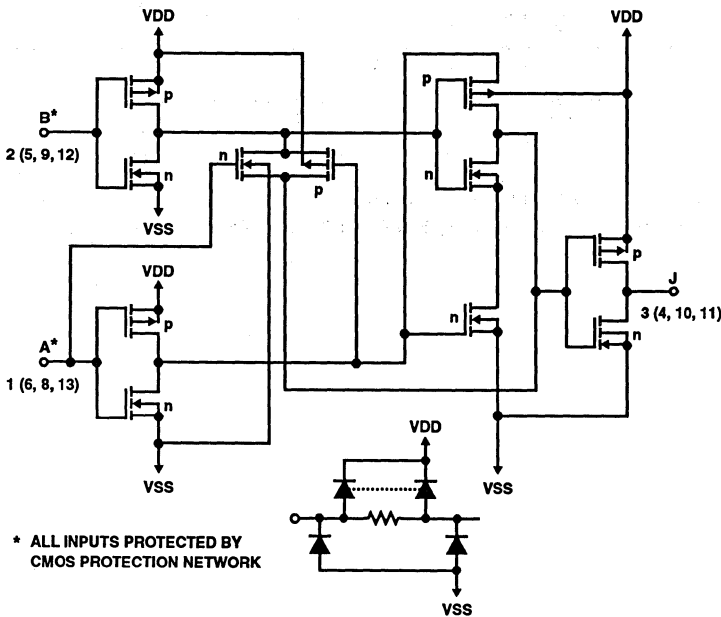 VDD
VDD
p
p
B*
2 (5, 9, 12)
n
n
n
p
VSS
VDD
p
J
p
3 (4, 10, 11)
n
n
A*
1 (6, 8, 13)
n
VSS
VDD
VSS
* ALL INPUTS PROTECTED BY
CMOS PROTECTION NETWORK
VSS